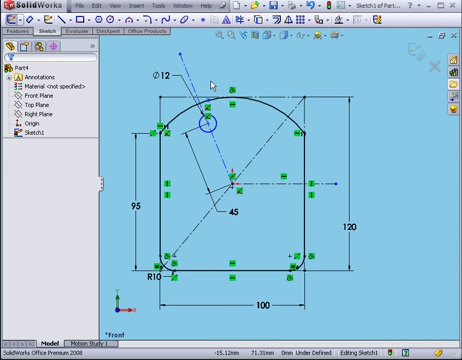 SolidWorks
File Edit View Insert Tools
Sketch1 of Part...
Features Sketch Evaluate DimXpert Office Products
Part4
Annotations
Material <not specified>
Front Plane
Top Plane
Right Plane
Origin
Sketch1
Ø12
45
95
120
R10
100
Y
X
*Front
Model Motion Study 1
SolidWorks Office Premium 2008
-15.12mm 71.31mm 0mm Under Defined Editing Sketch1